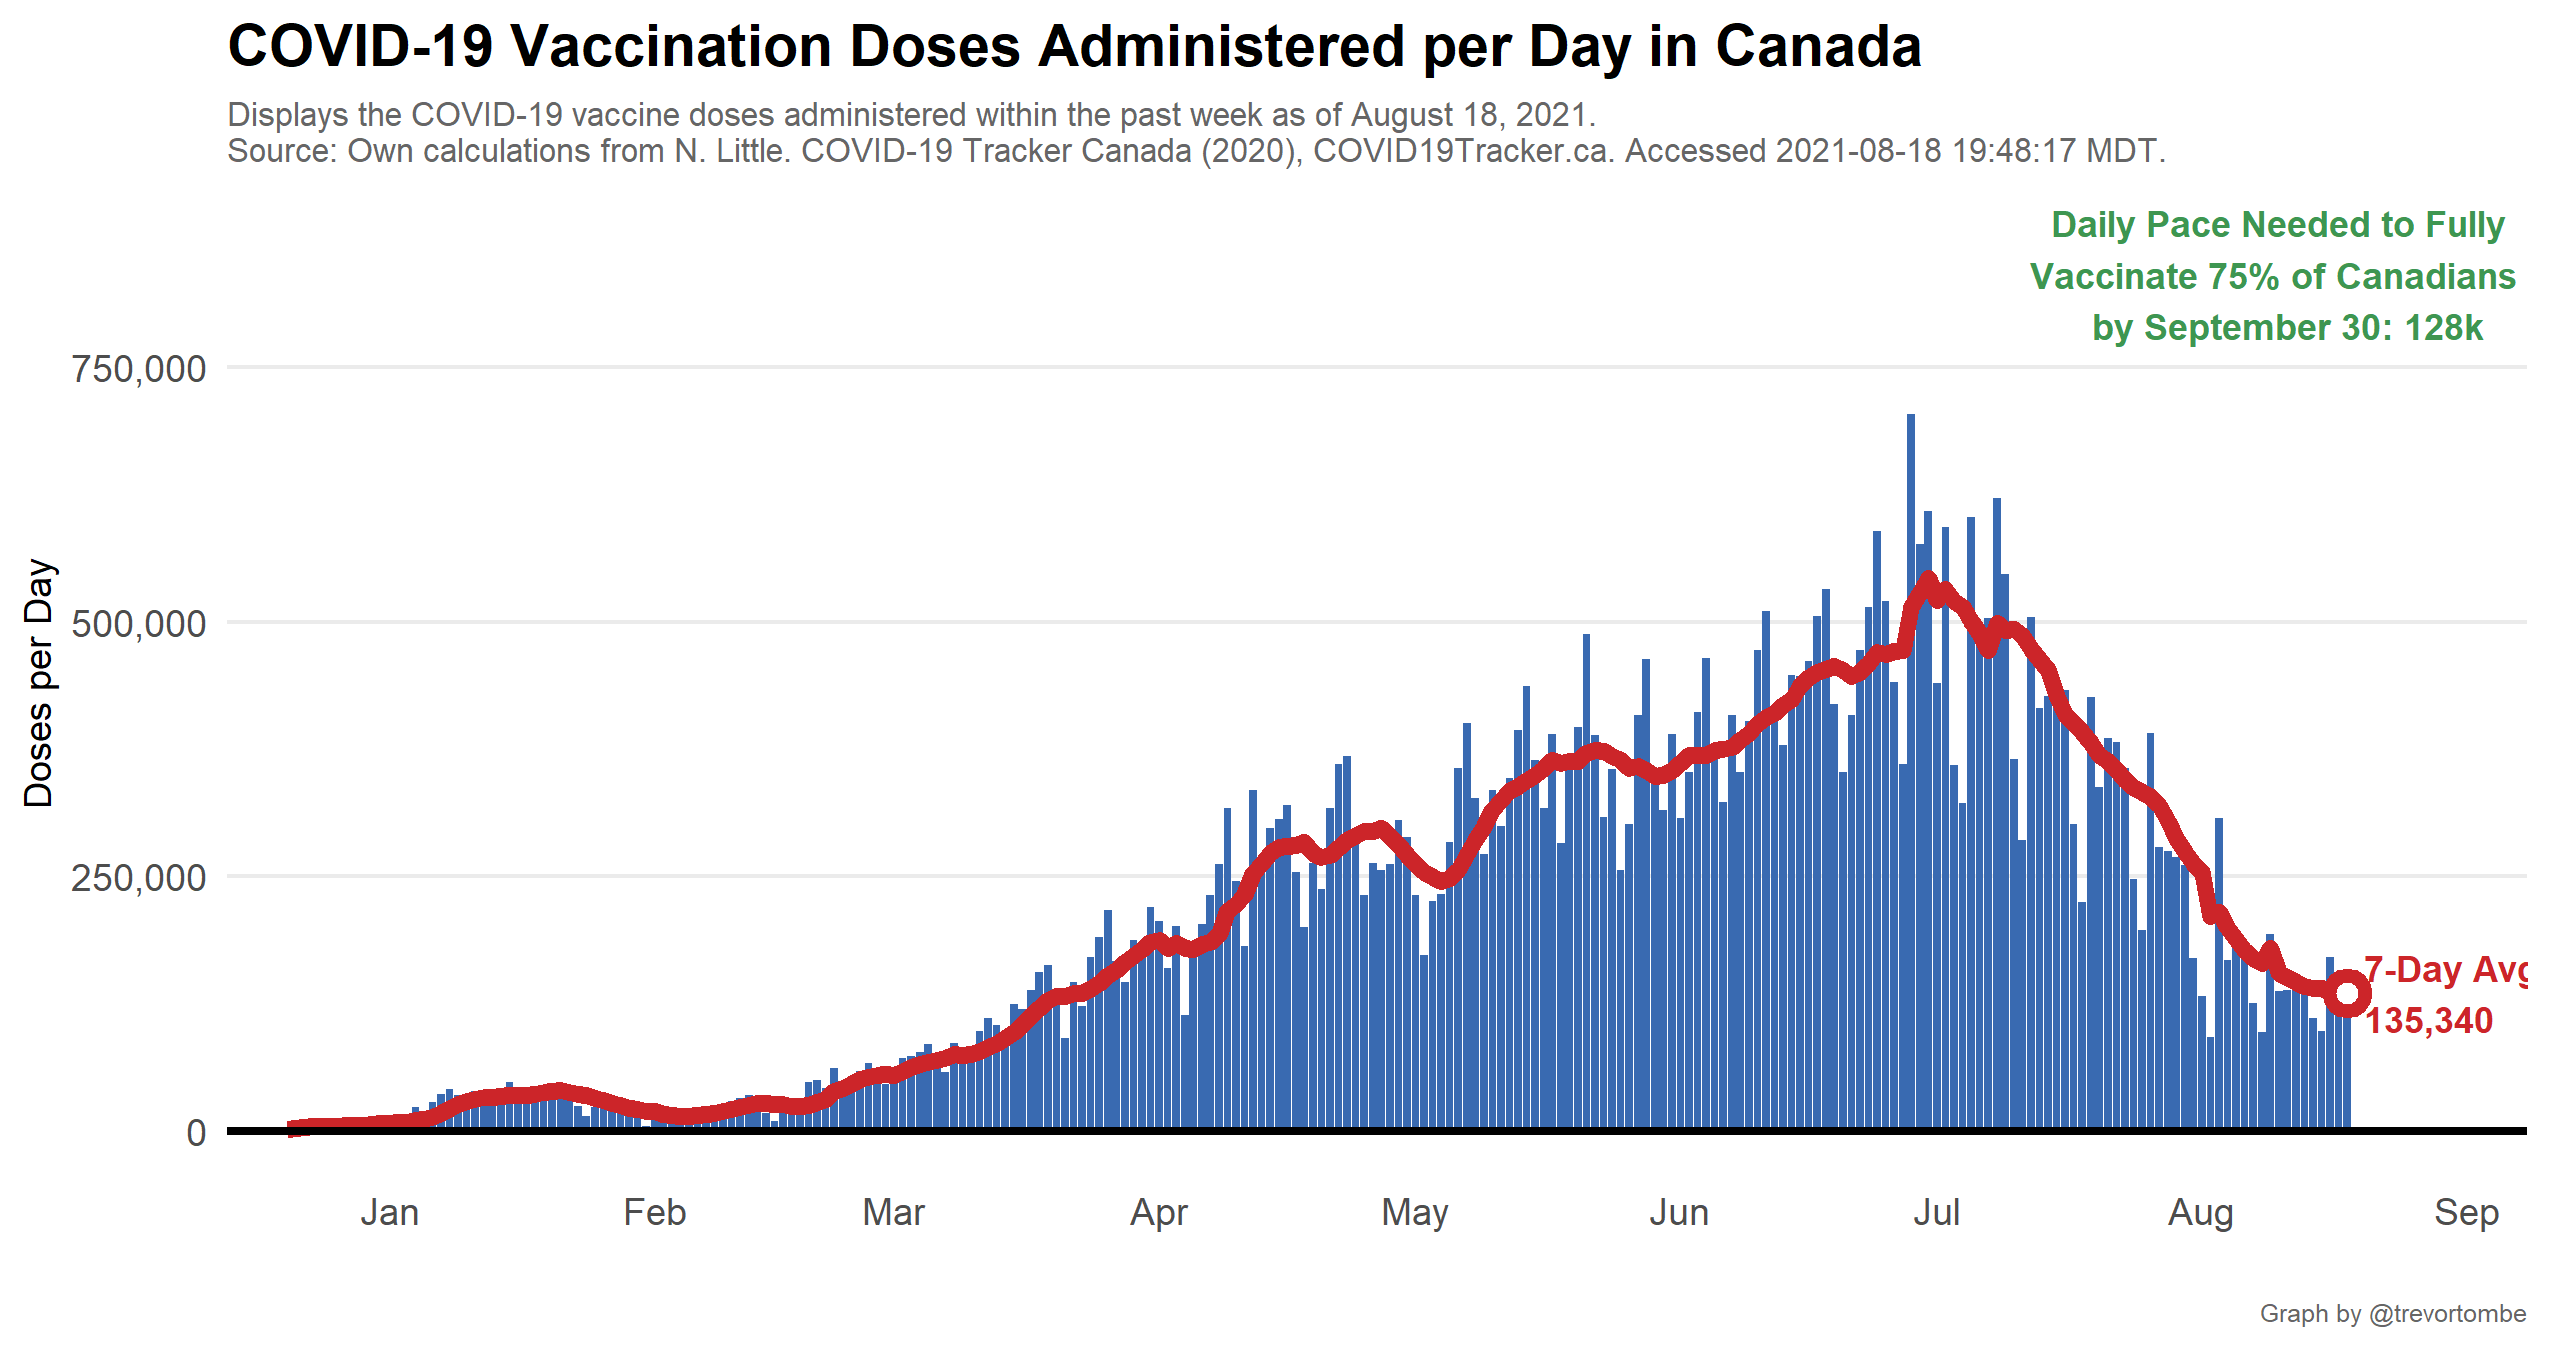 COVID-19 Vaccination Doses Administered per Day in Canada
Displays the COVID-19 vaccine doses administered within the past week as of August 18, 2021.
Source: Own calculations from N. Little. COVID-19 Tracker Canada (2020), COVID19Tracker.ca. Accessed 2021-08-18 19:48:17 MDT.
Daily Pace Needed to Fully
Vaccinate 75% of Canadians
by September 30: 128k
750,000
500,000
250,000
0
Doses per Day
7-Day Avg
135,340
Jan Feb Mar Apr May Jun Jul Aug Sep
Graph by @trevortombe